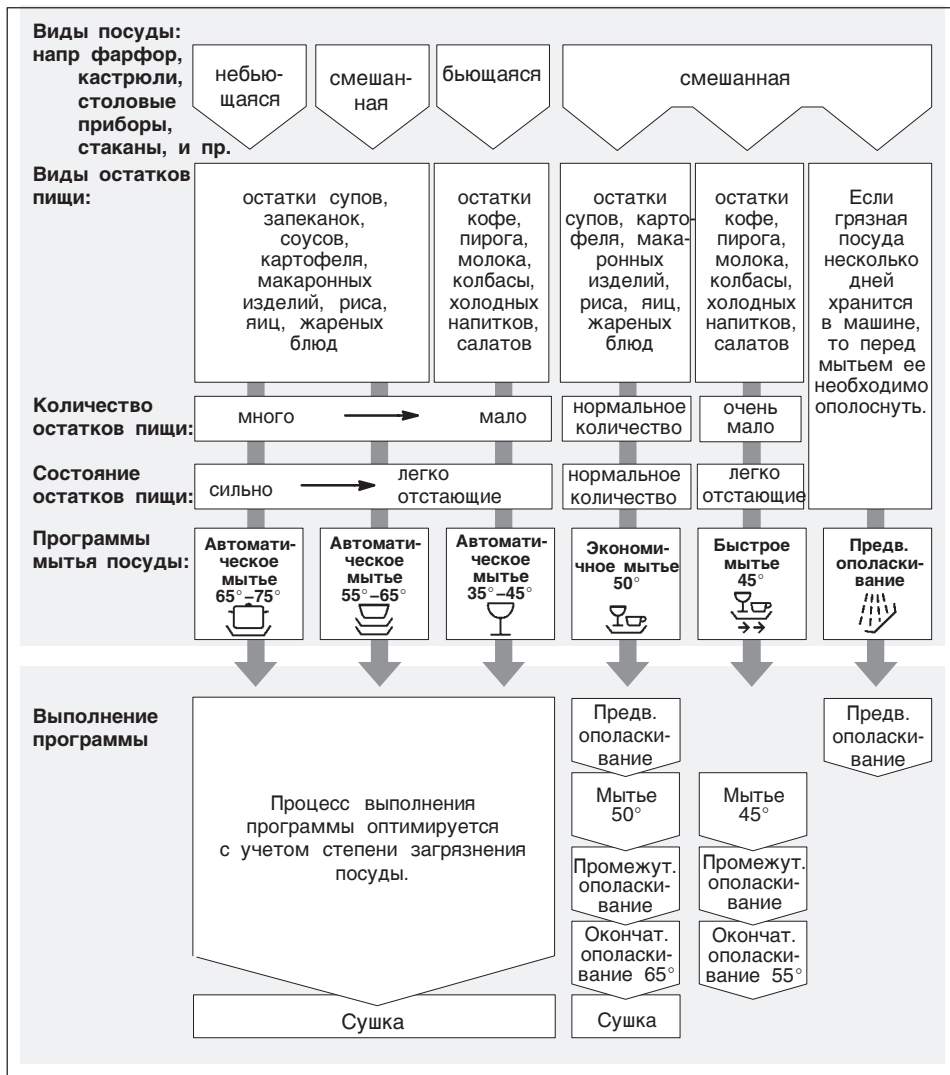 Виды посуды:
напр фарфор,
кастрюли,
столовые
приборы,
стаканы, и пр.
небью-
щаяся
смешан-
ная
бьющаяся
смешанная
Виды остатков
пищи:
остатки супов,
запеканок,
соусов,
картофеля,
макаронных
изделий, риса,
яиц, жареных
блюд
остатки
кофе,
пирога,
молока,
колбасы,
холодных
напитков,
салатов
остатки
супов, карто-
феля, мака-
ронных
изделий,
риса, яиц,
жареных
блюд
остатки
кофе,
пирога,
молока,
колбасы,
холодных
напитков,
салатов
Если
грязная
посуда
несколько
дней
хранится
в машине,
то перед
мытьем ее
необходимо
ополоснуть.
Количество
остатков пищи:
много
мало
нормальное
количество
очень
мало
Состояние
остатков пищи:
сильно
легко
отстающие
нормальное
количество
легко
отстающие
Программы
мытья посуды:
Автомати-
ческое
мытье
65°–75°
Автомати-
ческое
мытье
55°–65°
Автомати-
ческое
мытье
35°–45°
Эконом-
ичное мытье
50°
Быстрое
мытье
45°
Предв.
ополаски-
вание
Выполнение
программы
Процесс выполнения
программы оптимируется
с учетом степени загрязнения
посуды.
Сушка
Предв.
ополаски-
вание
Мытье
50°
Промежут.
ополаски-
вание
Окончат.
ополаски-
вание 65°
Сушка
Мытье
45°
Промежут.
ополаски-
вание
Окончат.
ополаски-
вание 55°
Предв.
ополаски-
вание